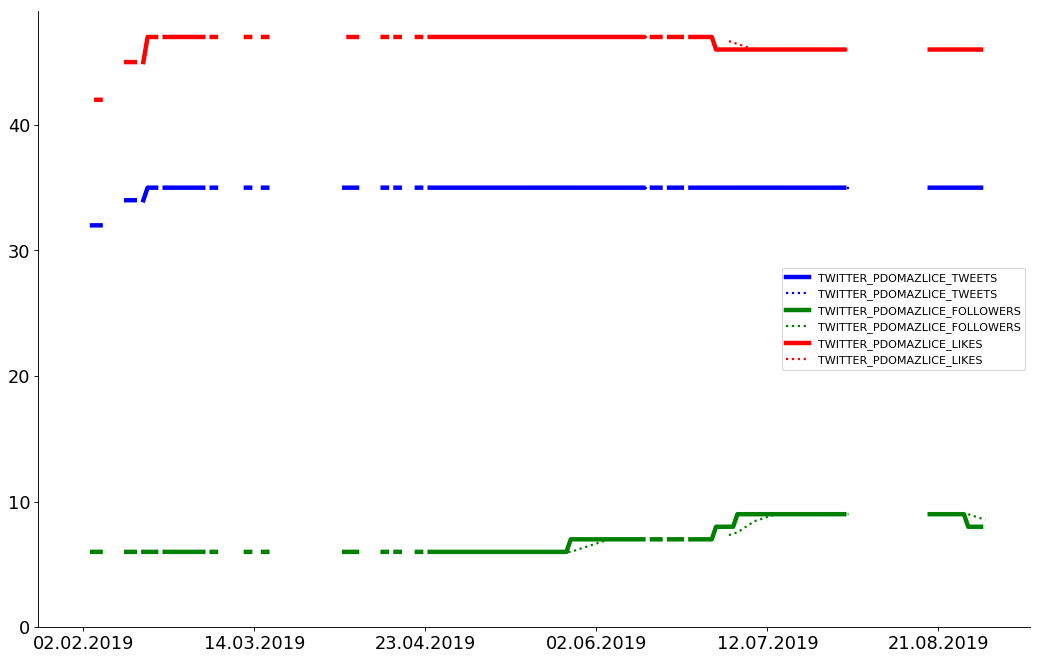 40
30
20
10
0
TWITTER_PDOMAZLICE_TWEETS
TWITTER_PDOMAZLICE_TWEETS
TWITTER_PDOMAZLICE_FOLLOWERS
TWITTER_PDOMAZLICE_FOLLOWERS
TWITTER_PDOMAZLICE_LIKES
TWITTER_PDOMAZLICE_LIKES
02.02.2019 14.03.2019 23.04.2019 02.06.2019 12.07.2019 21.08.2019